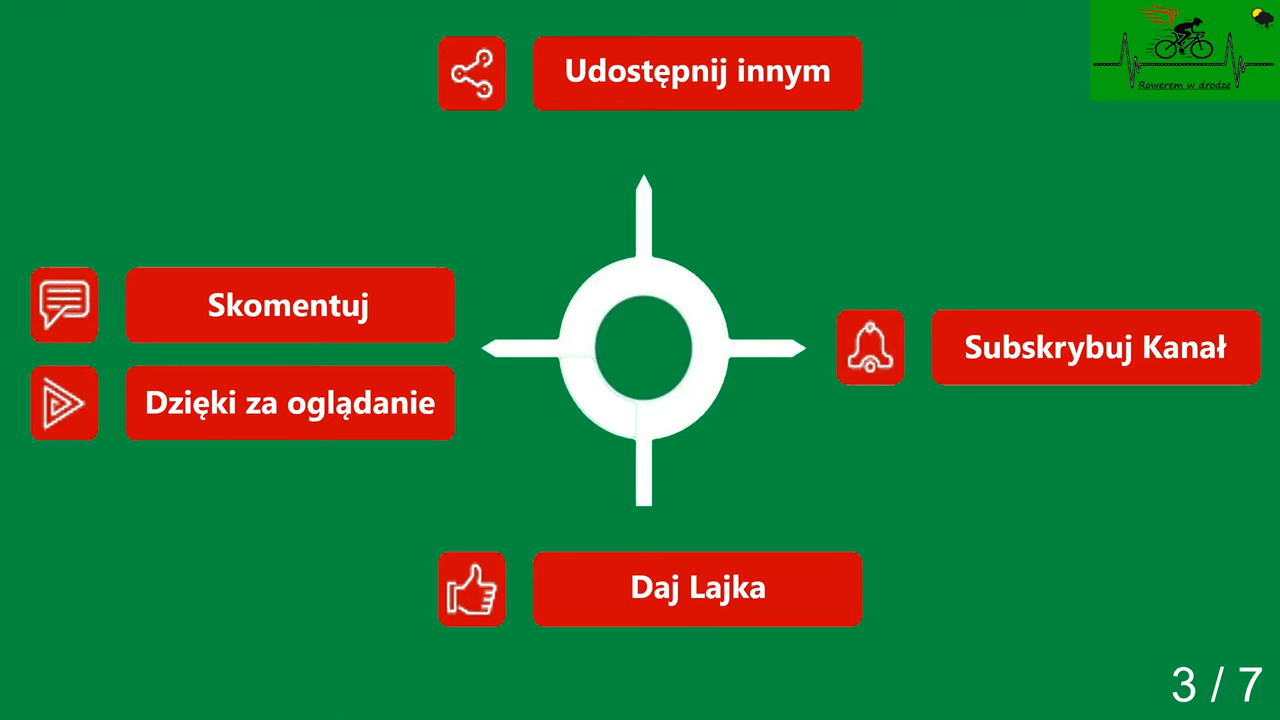 Udostępnij innym
Rowerem w drodze
Skomentuj
Dzięki za oglądanie
Subskrybuj Kanał
Daj Lajka
3 / 7